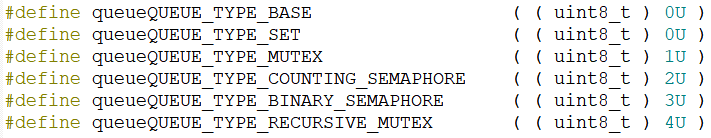 #define queueQUEUE_TYPE_BASE ( ( uint8_t ) 0U )
#define queueQUEUE_TYPE_SET ( ( uint8_t ) 0U )
#define queueQUEUE_TYPE_MUTEX ( ( uint8_t ) 1U )
#define queueQUEUE_TYPE_COUNTING_SEMAPHORE ( ( uint8_t ) 2U )
#define queueQUEUE_TYPE_BINARY_SEMAPHORE ( ( uint8_t ) 3U )
#define queueQUEUE_TYPE_RECURSIVE_MUTEX ( ( uint8_t ) 4U )